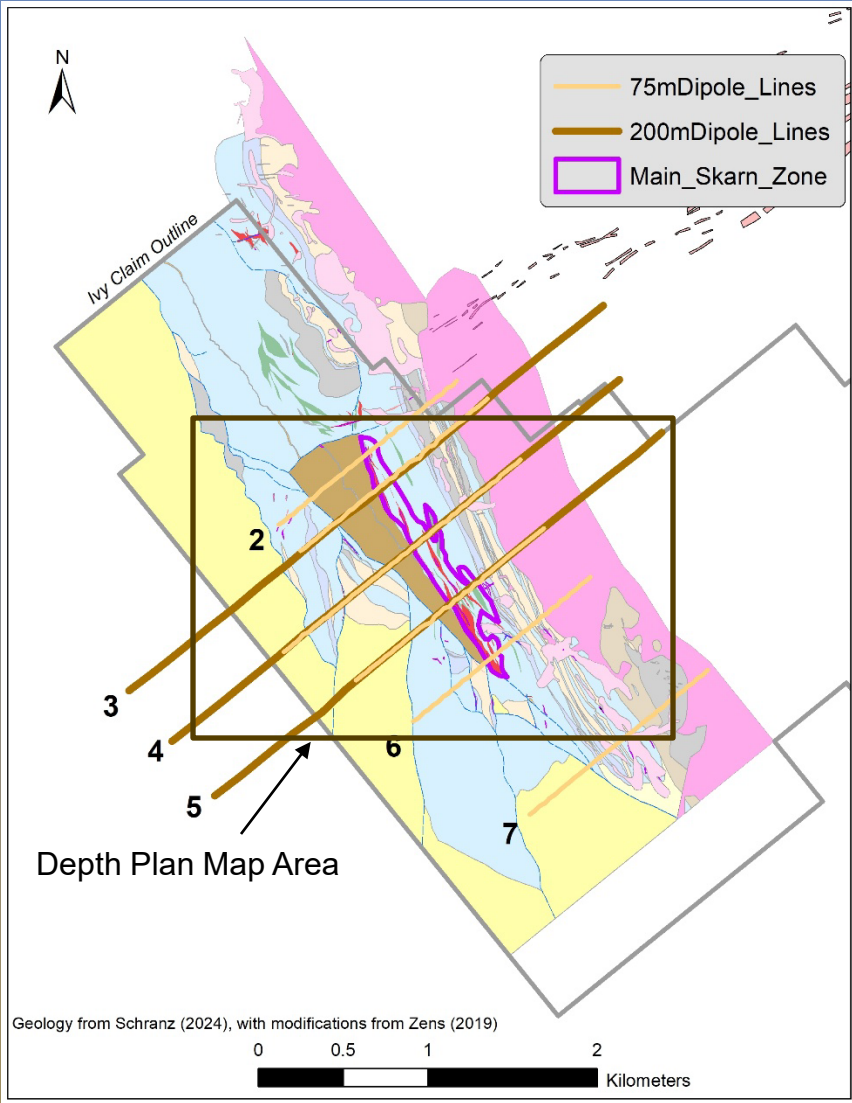 N
75mDipole_Lines
200mDipole_Lines
Main_Skarn_Zone
Ivy Claim Outline
2
3
4
6
5
7
Depth Plan Map Area
Geology from Schranz (2024), with modifications from Zens (2019)
0 0.5 1 2
Kilometers